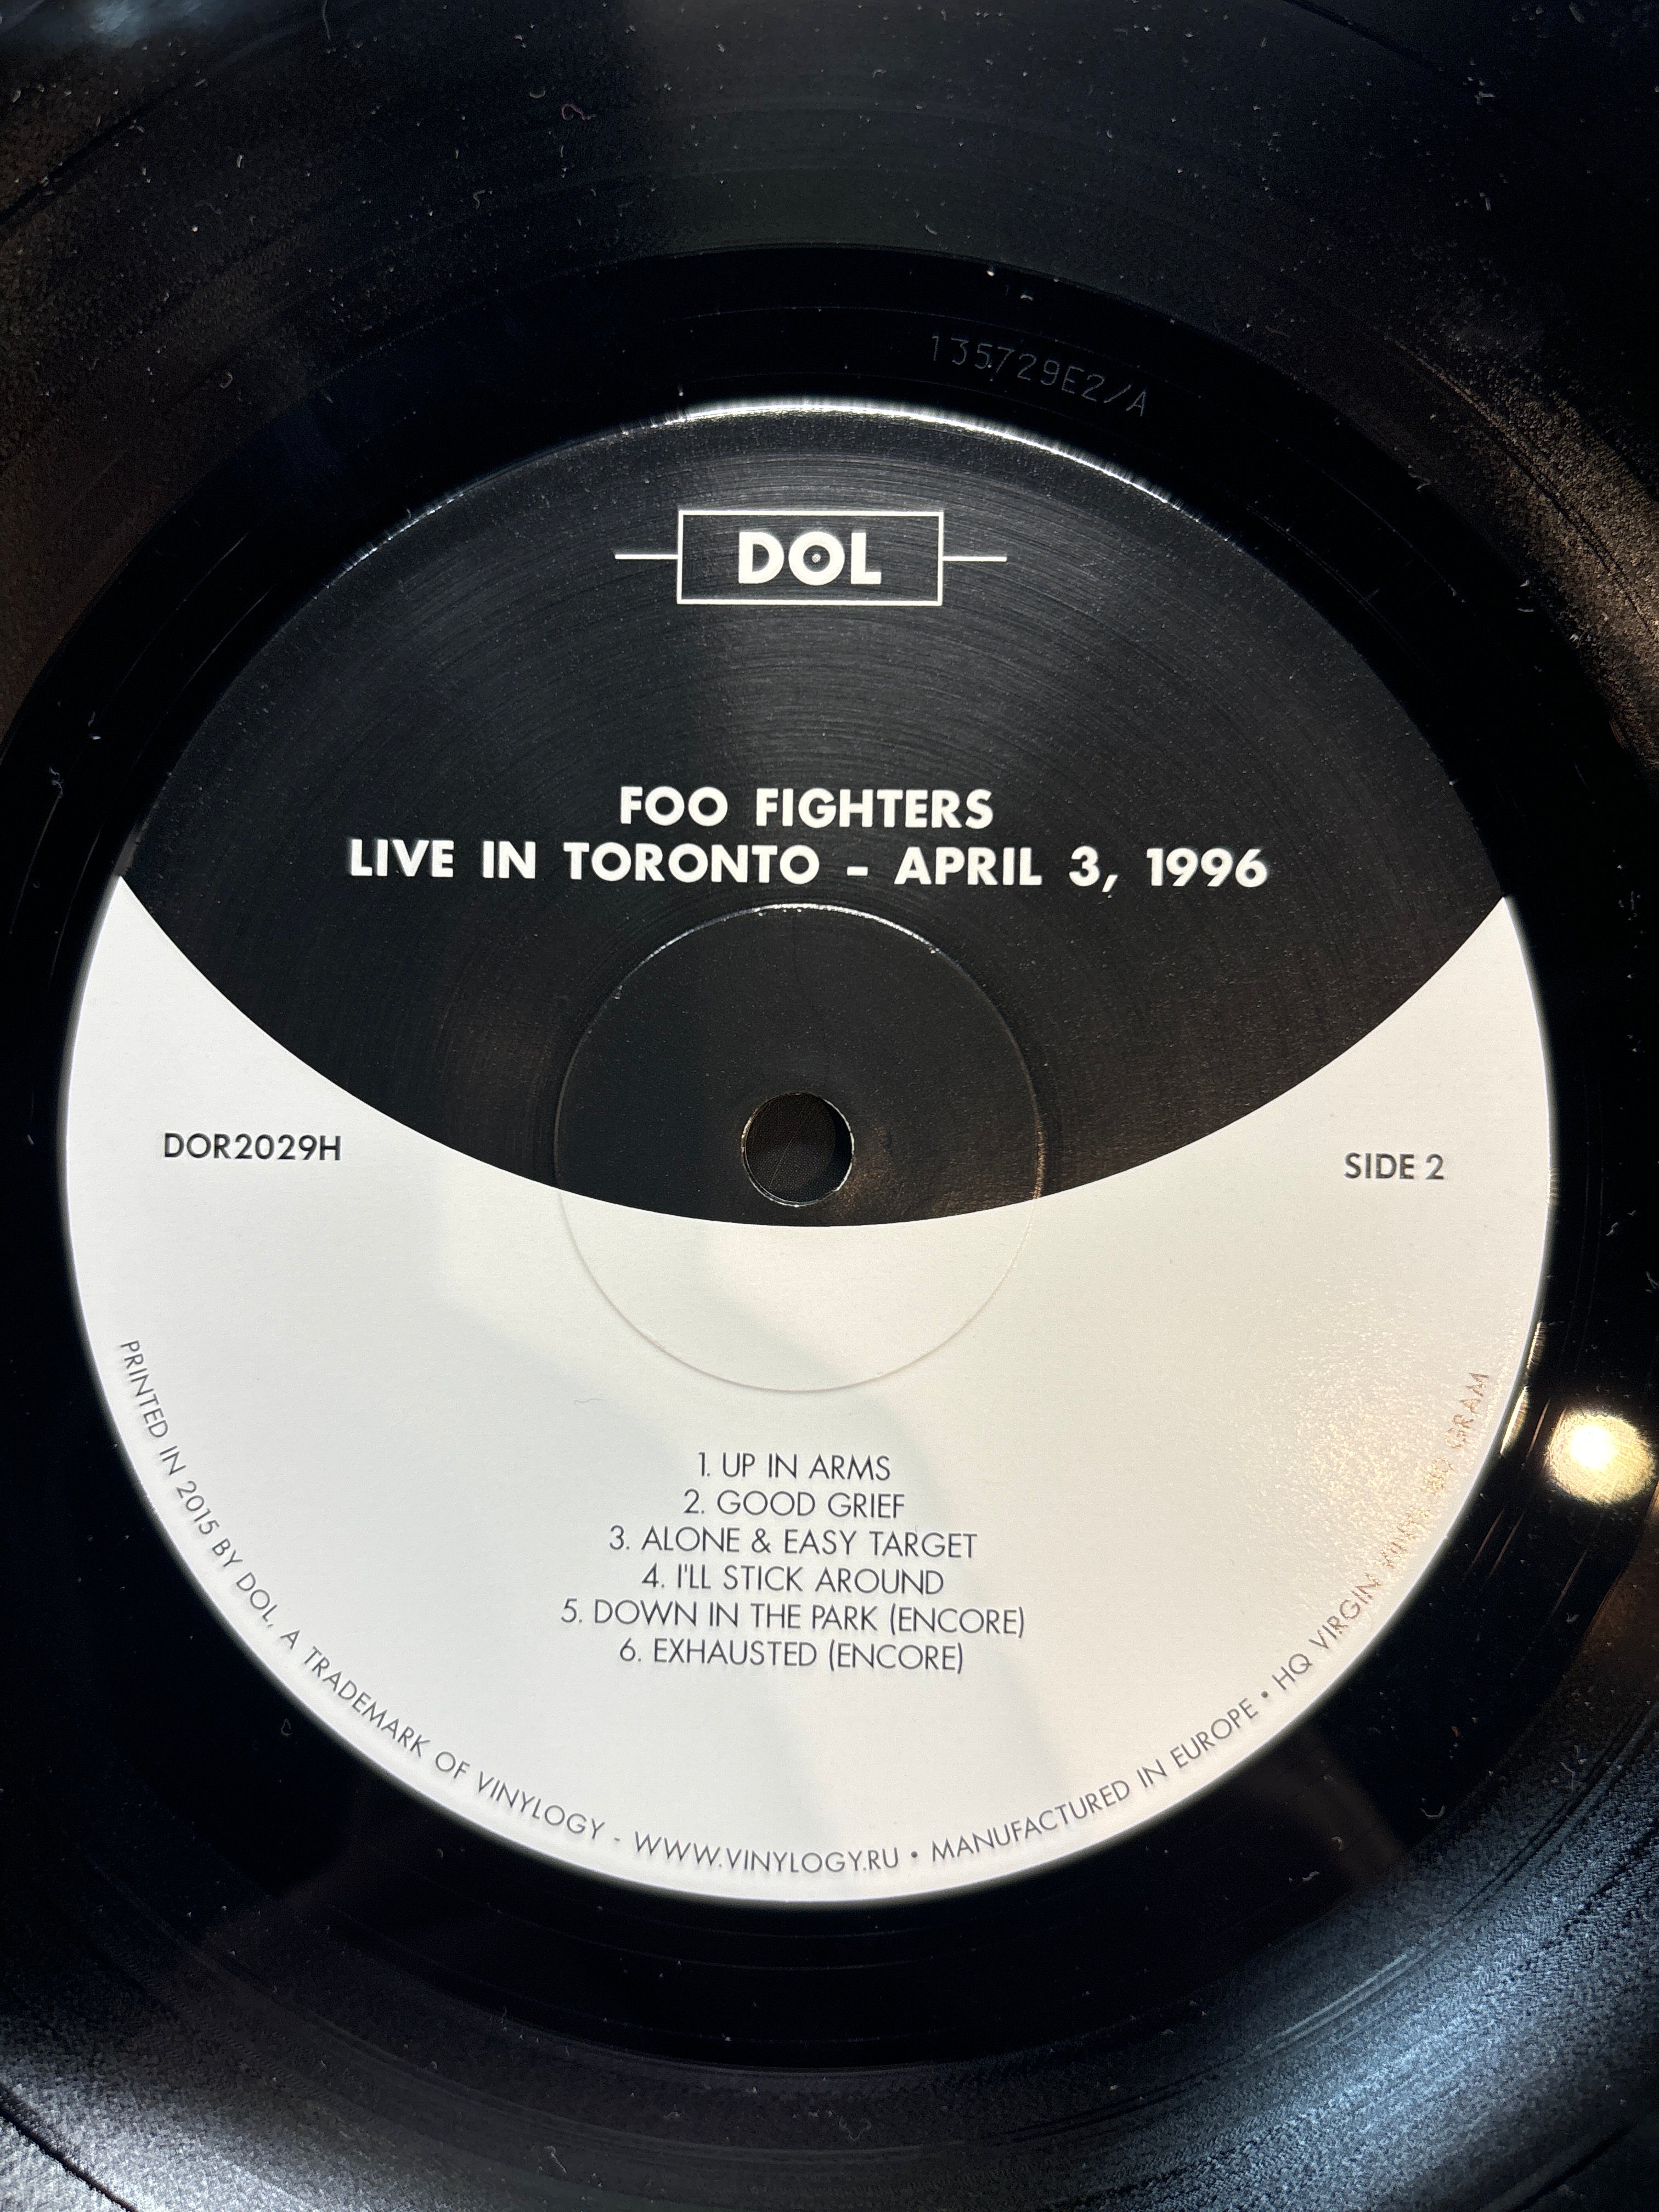 135729E2/A
DOL
FOO FIGHTERS
LIVE IN TORONTO – APRIL 3, 1996
DOR2029H
SIDE 2
1. UP IN ARMS
2. GOOD GRIEF
3. ALONE & EASY TARGET
4. I'LL STICK AROUND
5. DOWN IN THE PARK (ENCORE)
6. EXHAUSTED (ENCORE)
PRINTED IN 2015 BY DOL, A TRADEMARK OF VINYLOGY - WWW.VINYLOGY.RU • MANUFACTURED IN EUROPE • HQ VIRGIN VINYL GRAM